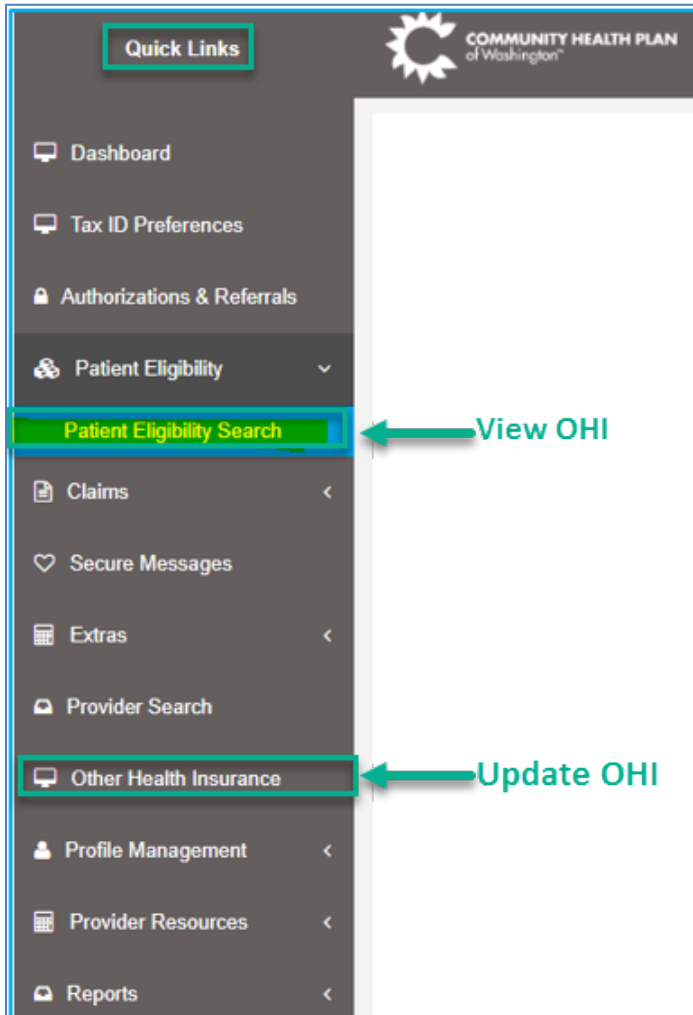 Quick Links
COMMUNITY HEALTH PLAN
of Washington™
Dashboard
Tax ID Preferences
Authorizations & Referrals
Patient Eligibility
Patient Eligibility Search
View OHI
Claims
Secure Messages
Extras
Provider Search
Other Health Insurance
Update OHI
Profile Management
Provider Resources
Reports